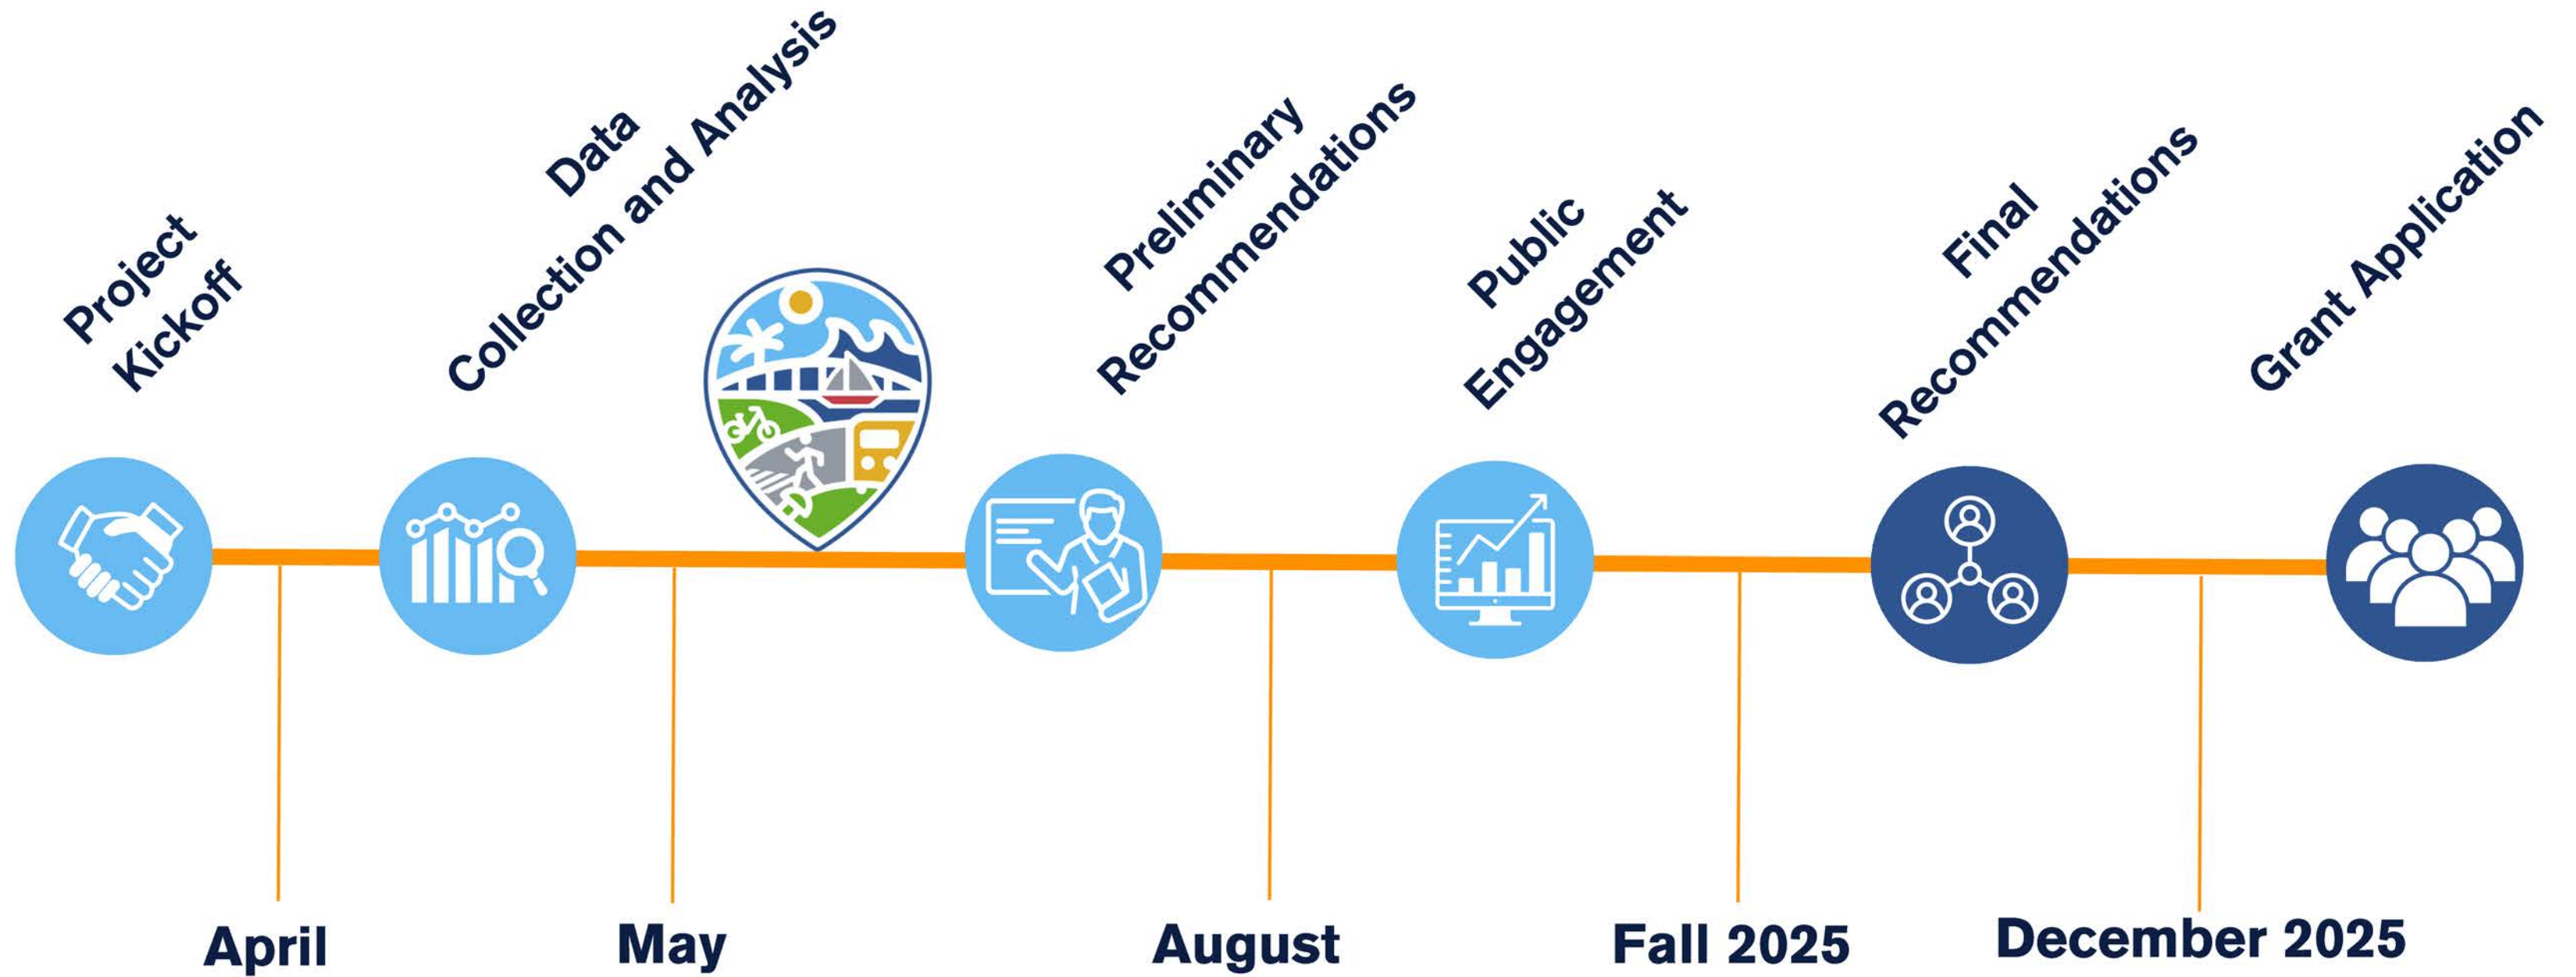 Project
Kickoff
Data
Collection and Analysis
Preliminary
Recommendations
Public
Engagement
Final
Recommendations
Grant Application
April
May
August
Fall 2025
December 2025